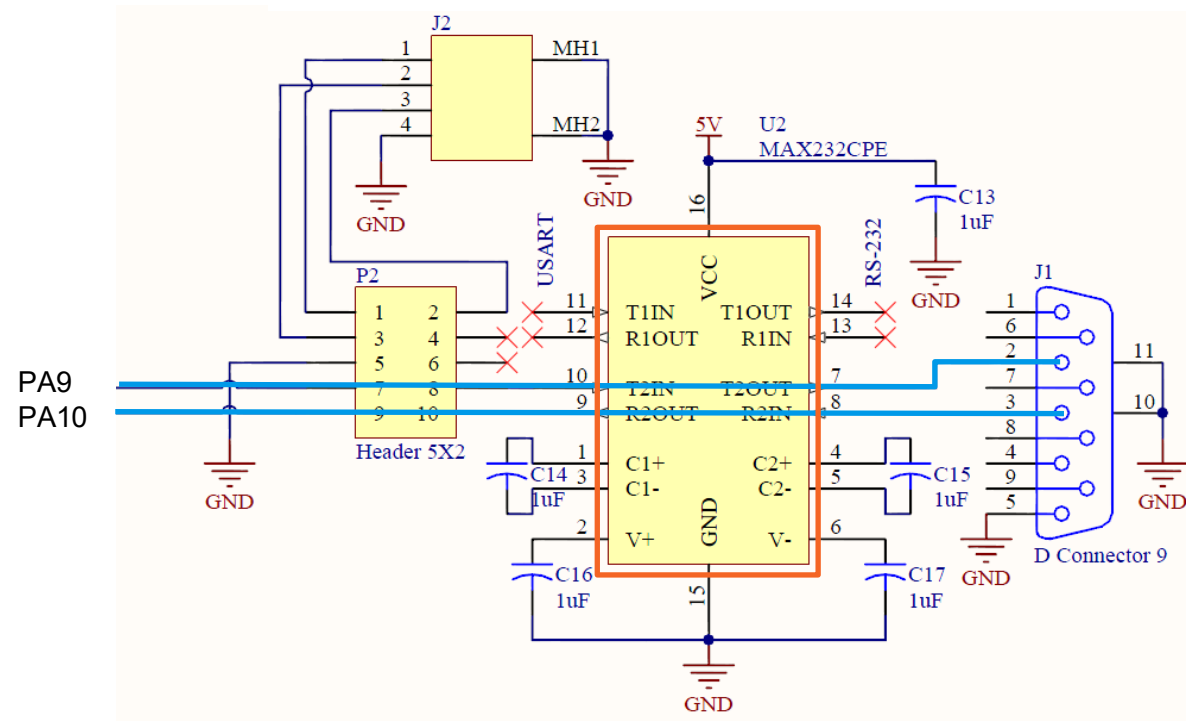 J2
1
2
3
4
MH1
MH2
GND
GND
5V
U2
MAX232CPE
16
C13
1uF
GND
USART
RS-232
P2
1 2
3 4
5 6
7 8
9 10
Header 5X2
GND
PA9
PA10
11
12
10
9
1
3
2
VCC
T1IN T1OUT
R1OUT R1IN
T2IN T2OUT
R2OUT R2IN
C1+ C2+
C1- C2-
V+ V-
GND
14
13
7
8
4
5
6
15
C14
1uF
C15
1uF
C16
1uF
C17
1uF
GND
J1
1
6
2
7
3
8
4
9
5
11
10
GND
GND
D Connector 9